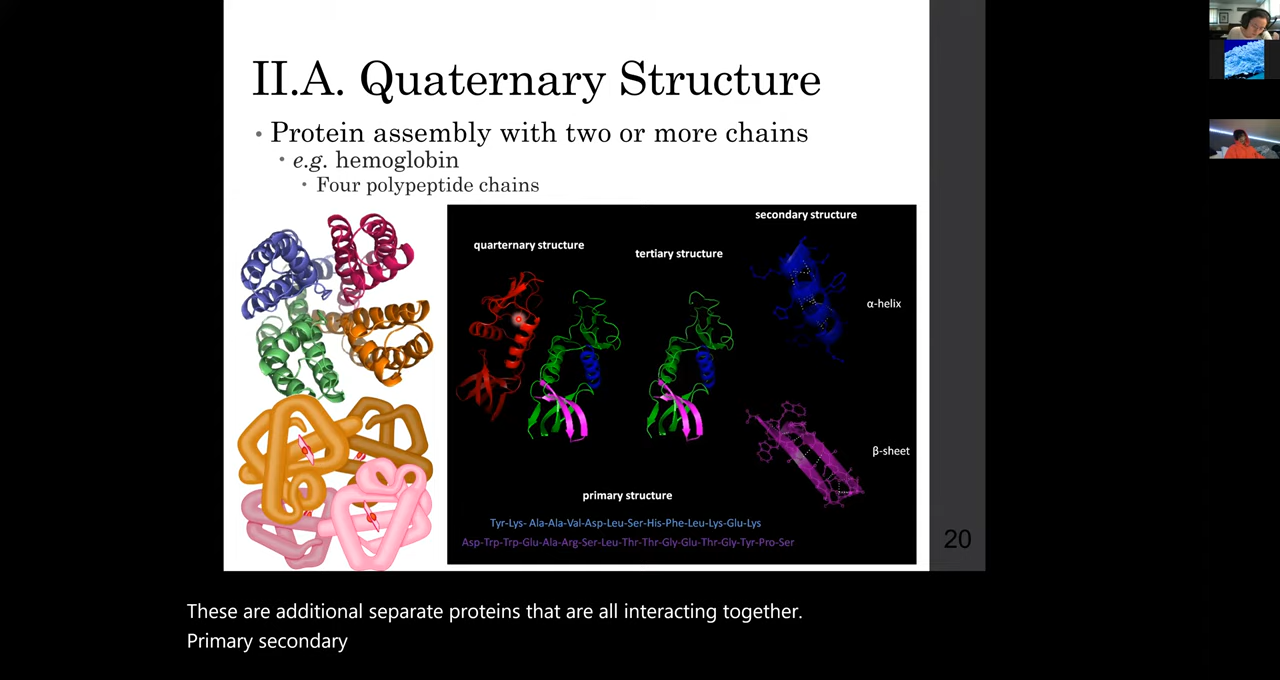 II.A. Quaternary Structure
• Protein assembly with two or more chains
• e.g. hemoglobin
• Four polypeptide chains
secondary structure
quarternary structure
tertiary structure
α-helix
β-sheet
primary structure
Tyr-Lys- Ala-Ala-Val-Asp-Leu-Ser-His-Phe-Leu-Lys-Glu-Lys
Asp-Trp-Trp-Glu-Ala-Arg-Ser-Leu-Thr-Thr-Gly-Glu-Thr-Gly-Tyr-Pro-Ser
20
These are additional separate proteins that are all interacting together.
Primary secondary